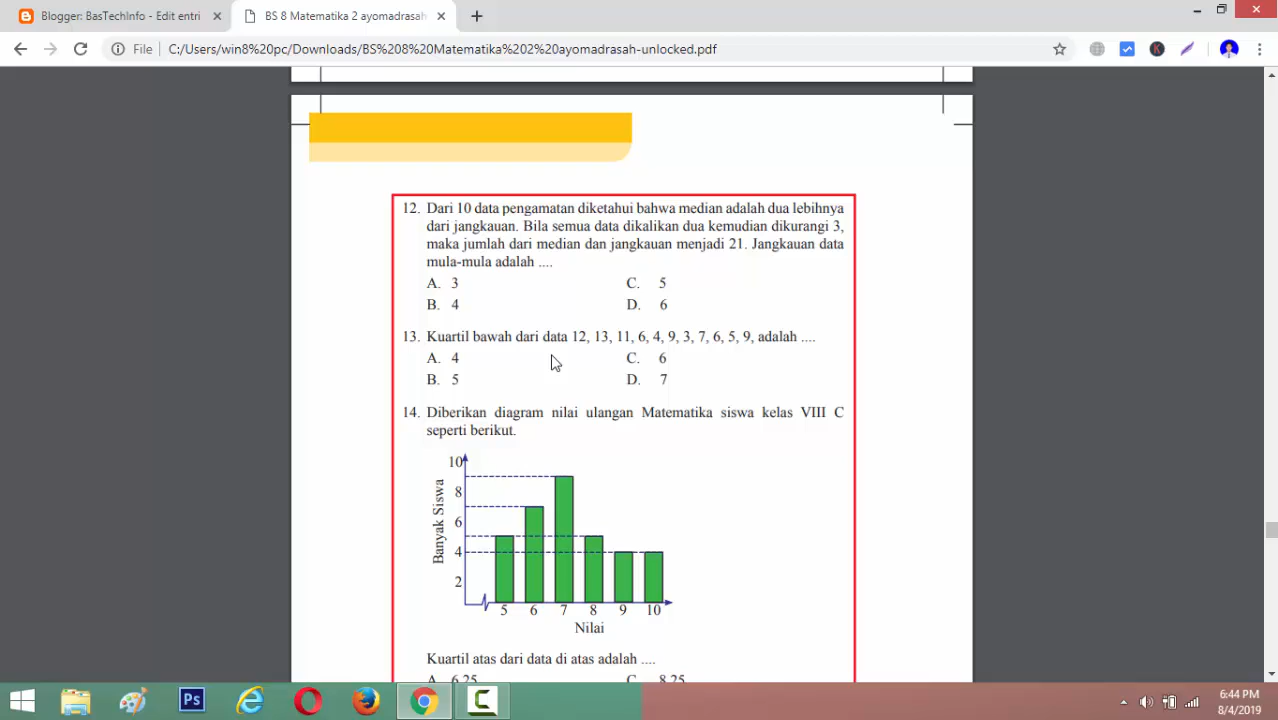 Blogger: BasTechInfo - Edit entri
BS 8 Matematika 2 ayomadrasah
File
C:/Users/win8%20pc/Downloads/BS%208%20Matematika%202%20ayomadrasah-unlocked.pdf
12. Dari 10 data pengamatan diketahui bahwa median adalah dua lebihnya
dari jangkauan. Bila semua data dikalikan dua kemudian dikurangi 3,
maka jumlah dari median dan jangkauan menjadi 21. Jangkauan data
mula-mula adalah ....
A. 3 C. 5
B. 4 D. 6
13. Kuartil bawah dari data 12, 13, 11, 6, 4, 9, 3, 7, 6, 5, 9, adalah ....
A. 4 C. 6
B. 5 D. 7
14. Diberikan diagram nilai ulangan Matematika siswa kelas VIII C
seperti berikut.
Banyak Siswa
10
8
6
4
2
5 6 7 8 9 10
Nilai
Kuartil atas dari data di atas adalah ....
A. 6,25 C. 8,25
Ps
6:44 PM
8/4/2019